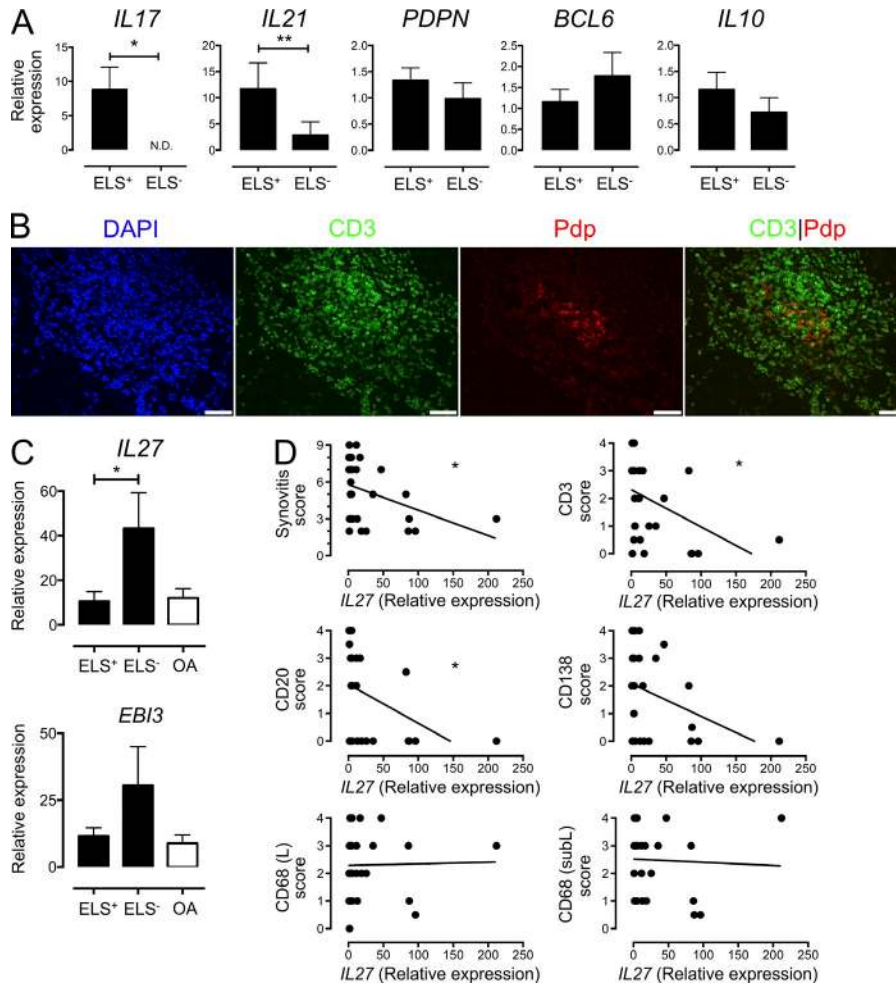 A
IL17 IL21 PDPN BCL6 IL10
Relative expression
15 10 5 0
* N.D.
ELS⁺ ELS⁻
20 15 10 5 0
**
ELS⁺ ELS⁻
2.0 1.5 1.0 0.5 0.0
ELS⁺ ELS⁻
2.5 2.0 1.5 1.0 0.5 0.0
ELS⁺ ELS⁻
2.0 1.5 1.0 0.5 0.0
ELS⁺ ELS⁻
B
DAPI CD3 Pdp CD3|Pdp
C
IL27
Relative expression
60 40 20 0
*
ELS⁺ ELS⁻ OA
EBI3
Relative expression
50 25 0
ELS⁺ ELS⁻ OA
D
Synovitis score
9 6 3 0
*
0 50 100 150 200 250
IL27 (Relative expression)
CD3 score
4 3 2 1 0
*
0 50 100 150 200 250
IL27 (Relative expression)
CD20 score
4 3 2 1 0
*
0 50 100 150 200 250
IL27 (Relative expression)
CD138 score
4 3 2 1 0
0 50 100 150 200 250
IL27 (Relative expression)
CD68 (L) score
4 3 2 1 0
0 50 100 150 200 250
IL27 (Relative expression)
CD68 (subL) score
4 3 2 1 0
0 50 100 150 200 250
IL27 (Relative expression)